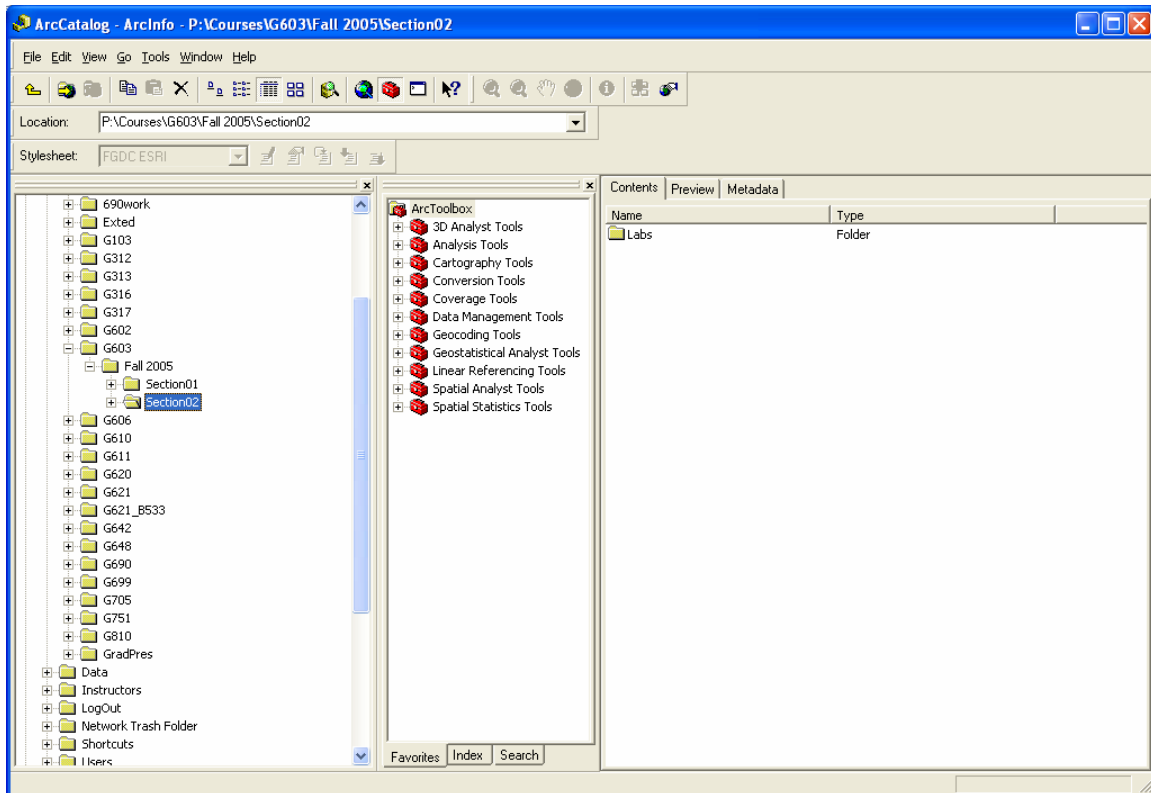 ArcCatalog - ArcInfo - P:\Courses\G603\Fall 2005\Section02
File Edit View Go Tools Window Help
Location: P:\Courses\G603\Fall 2005\Section02
Stylesheet: FGDC ESRI
690work
Exted
G103
G312
G313
G316
G317
G602
G603
Fall 2005
Section01
Section02
G606
G610
G611
G620
G621
G621_B533
G642
G648
G690
G699
G705
G751
G810
GradPres
Data
Instructors
LogOut
Network Trash Folder
Shortcuts
Users
ArcToolbox
3D Analyst Tools
Analysis Tools
Cartography Tools
Conversion Tools
Coverage Tools
Data Management Tools
Geocoding Tools
Geostatistical Analyst Tools
Linear Referencing Tools
Spatial Analyst Tools
Spatial Statistics Tools
Favorites Index Search
Contents Preview Metadata
Name Type
Labs Folder